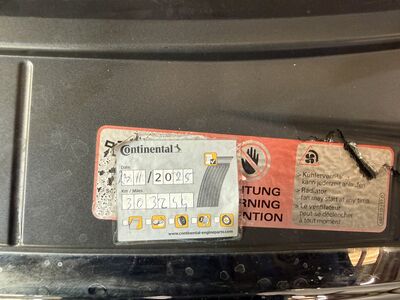 Continental
Date
11/2025
Km / Miles
303244
www.continental-engineparts.com
ACHTUNG
WARNING
ATTENTION
Kühlerventilator
kann jederzeit anlaufen
Radiator
fan may start at any time.
Le ventilateur
peut se déclencher
à tout moment